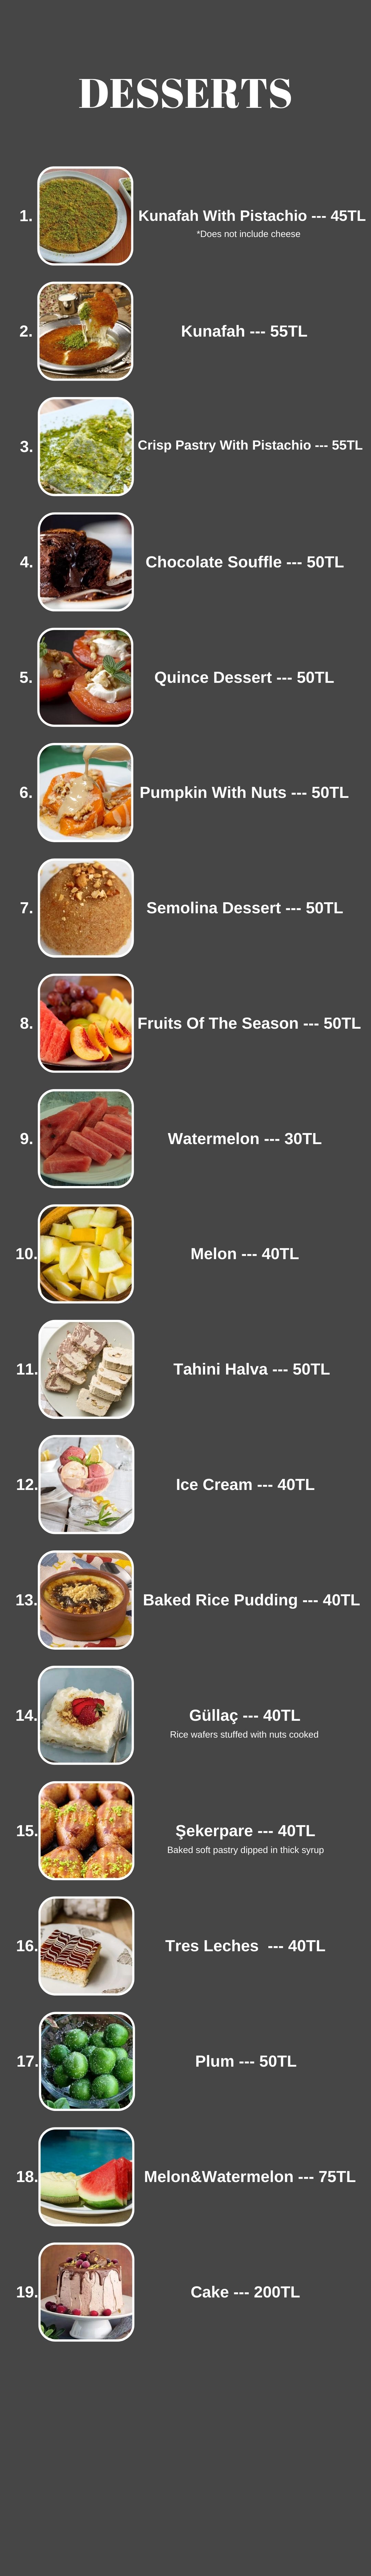 DESSERTS
1. Kunafah With Pistachio --- 45TL
*Does not include cheese
2. Kunafah --- 55TL
3. Crisp Pastry With Pistachio --- 55TL
4. Chocolate Souffle --- 50TL
5. Quince Dessert --- 50TL
6. Pumpkin With Nuts --- 50TL
7. Semolina Dessert --- 50TL
8. Fruits Of The Season --- 50TL
9. Watermelon --- 30TL
10. Melon --- 40TL
11. Tahini Halva --- 50TL
12. Ice Cream --- 40TL
13. Baked Rice Pudding --- 40TL
14. Güllaç --- 40TL
Rice wafers stuffed with nuts cooked
15. Şekerpare --- 40TL
Baked soft pastry dipped in thick syrup
16. Tres Leches  --- 40TL
17. Plum --- 50TL
18. Melon&Watermelon --- 75TL
19. Cake --- 200TL